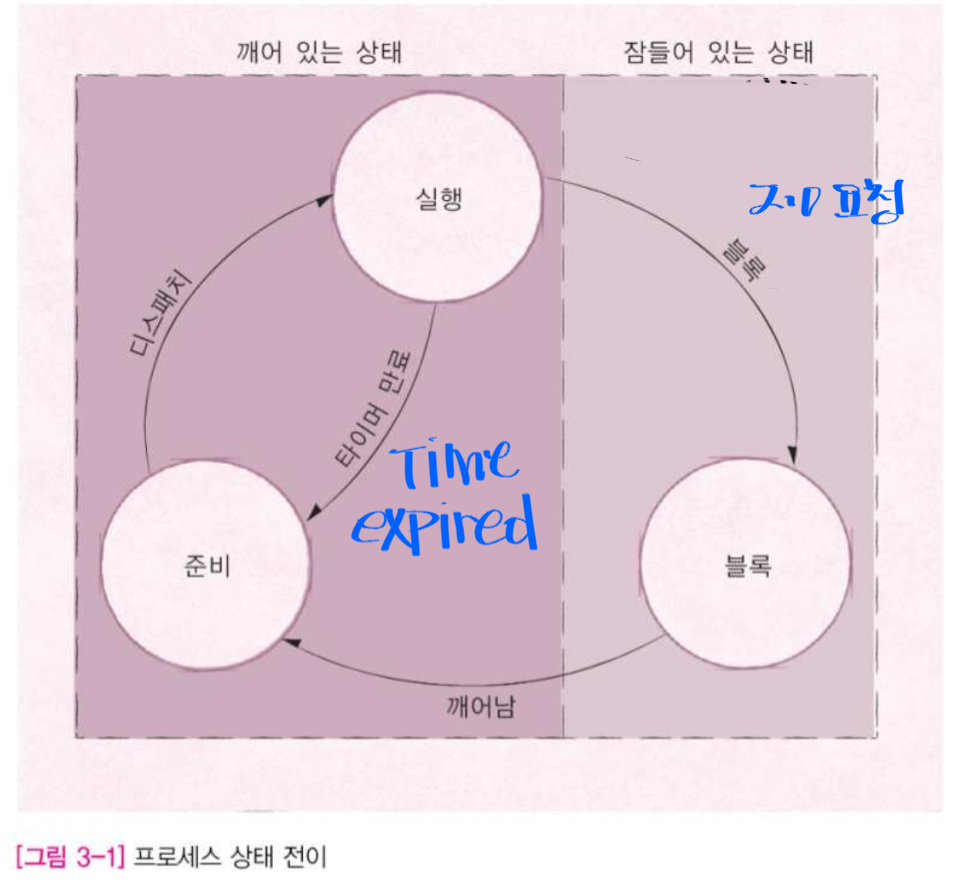 깨어 있는 상태
잠들어 있는 상태
실행
I·O 요청
블록
디스패치
타이머 만료
Time
expired
준비
블록
깨어남
[그림 3-1] 프로세스 상태 전이